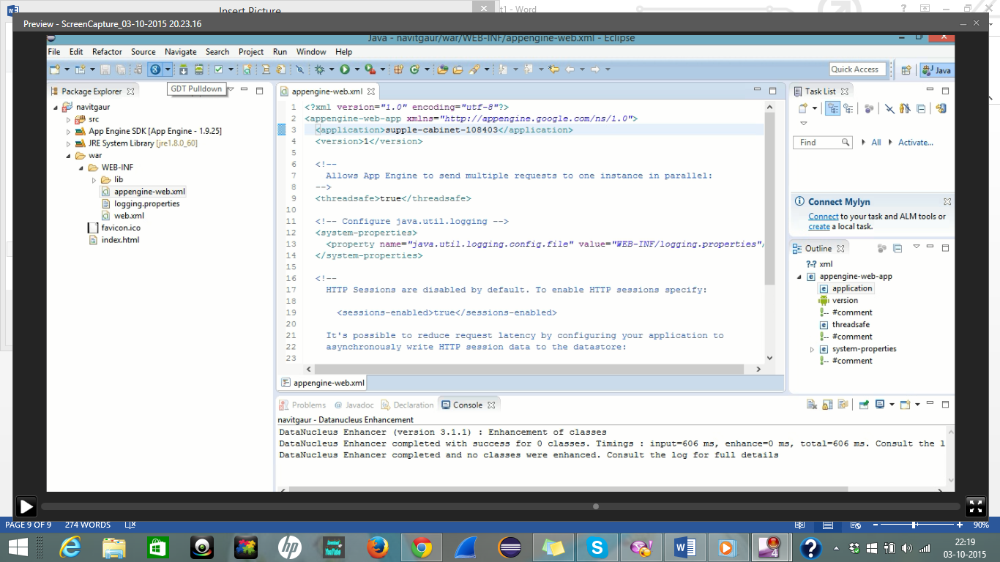 Insert Picture
t1 - Word
Preview - ScreenCapture_03-10-2015 20.23.16
Java - navitgaur/war/WEB-INF/appengine-web.xml - Eclipse
File Edit Refactor Source Navigate Search Project Run Window Help
Quick Access
Java
GDT Pulldown
Package Explorer
navitgaur
src
App Engine SDK [App Engine - 1.9.25]
JRE System Library [jre1.8.0_60]
war
WEB-INF
lib
appengine-web.xml
logging.properties
web.xml
favicon.ico
index.html
appengine-web.xml
1 <?xml version="1.0" encoding="utf-8"?>
2 <appengine-web-app xmlns="http://appengine.google.com/ns/1.0">
3 <application>supple-cabinet-108403</application>
4 <version>1</version>
5
6 <!--
7 Allows App Engine to send multiple requests to one instance in parallel:
8 -->
9 <threadsafe>true</threadsafe>
10
11 <!-- Configure java.util.logging -->
12 <system-properties>
13 <property name="java.util.logging.config.file" value="WEB-INF/logging.properties"/
14 </system-properties>
15
16 <!--
17 HTTP Sessions are disabled by default. To enable HTTP sessions specify:
18
19 <sessions-enabled>true</sessions-enabled>
20
21 It's possible to reduce request latency by configuring your application to
22 asynchronously write HTTP session data to the datastore:
23
appengine-web.xml
Task List
Find
All
Activate...
Connect Mylyn
Connect to your task and ALM tools or
create a local task.
Outline
?-? xml
appengine-web-app
application
version
#comment
threadsafe
#comment
system-properties
#comment
Problems @ Javadoc Declaration Console
navitgaur - Datanucleus Enhancement
DataNucleus Enhancer (version 3.1.1) : Enhancement of classes
DataNucleus Enhancer completed with success for 0 classes. Timings : input=606 ms, enhance=0 ms, total=606 ms. Consult the l
DataNucleus Enhancer completed and no classes were enhanced. Consult the log for full details
PAGE 9 OF 9 274 WORDS
90%
22:19
03-10-2015